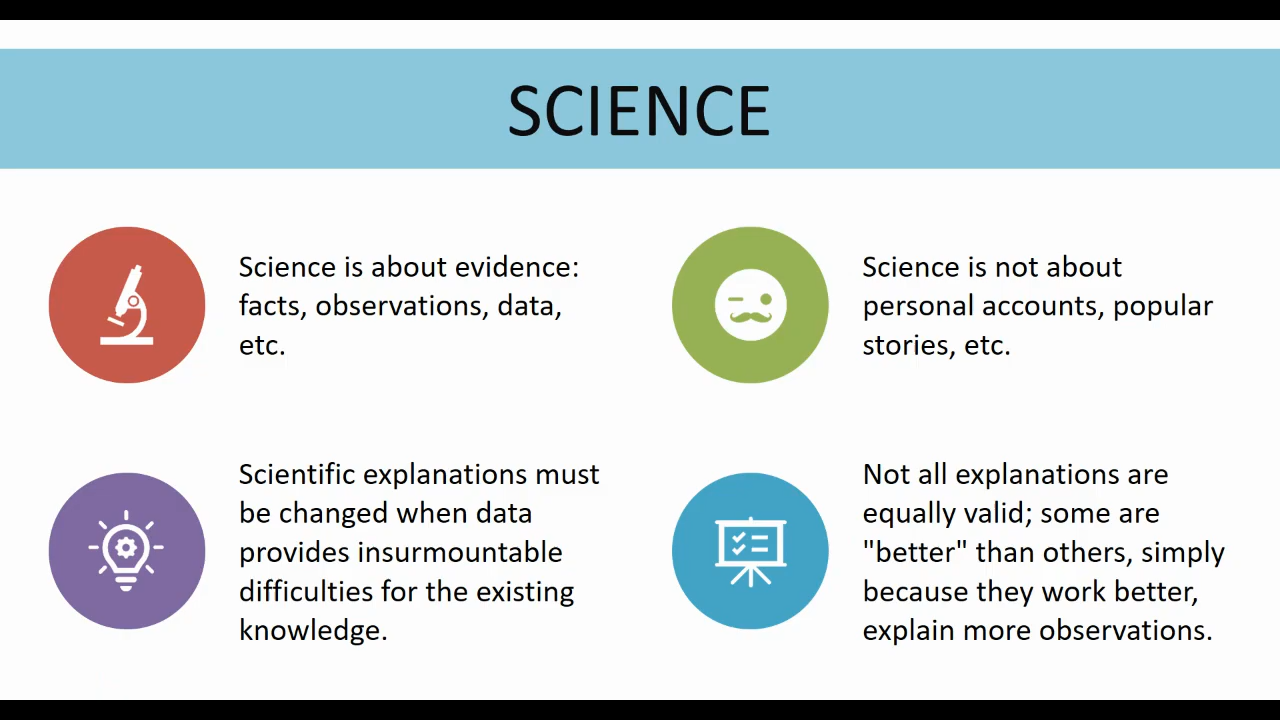 SCIENCE
Science is about evidence:
facts, observations, data,
etc.
Science is not about
personal accounts, popular
stories, etc.
Scientific explanations must
be changed when data
provides insurmountable
difficulties for the existing
knowledge.
Not all explanations are
equally valid; some are
"better" than others, simply
because they work better,
explain more observations.